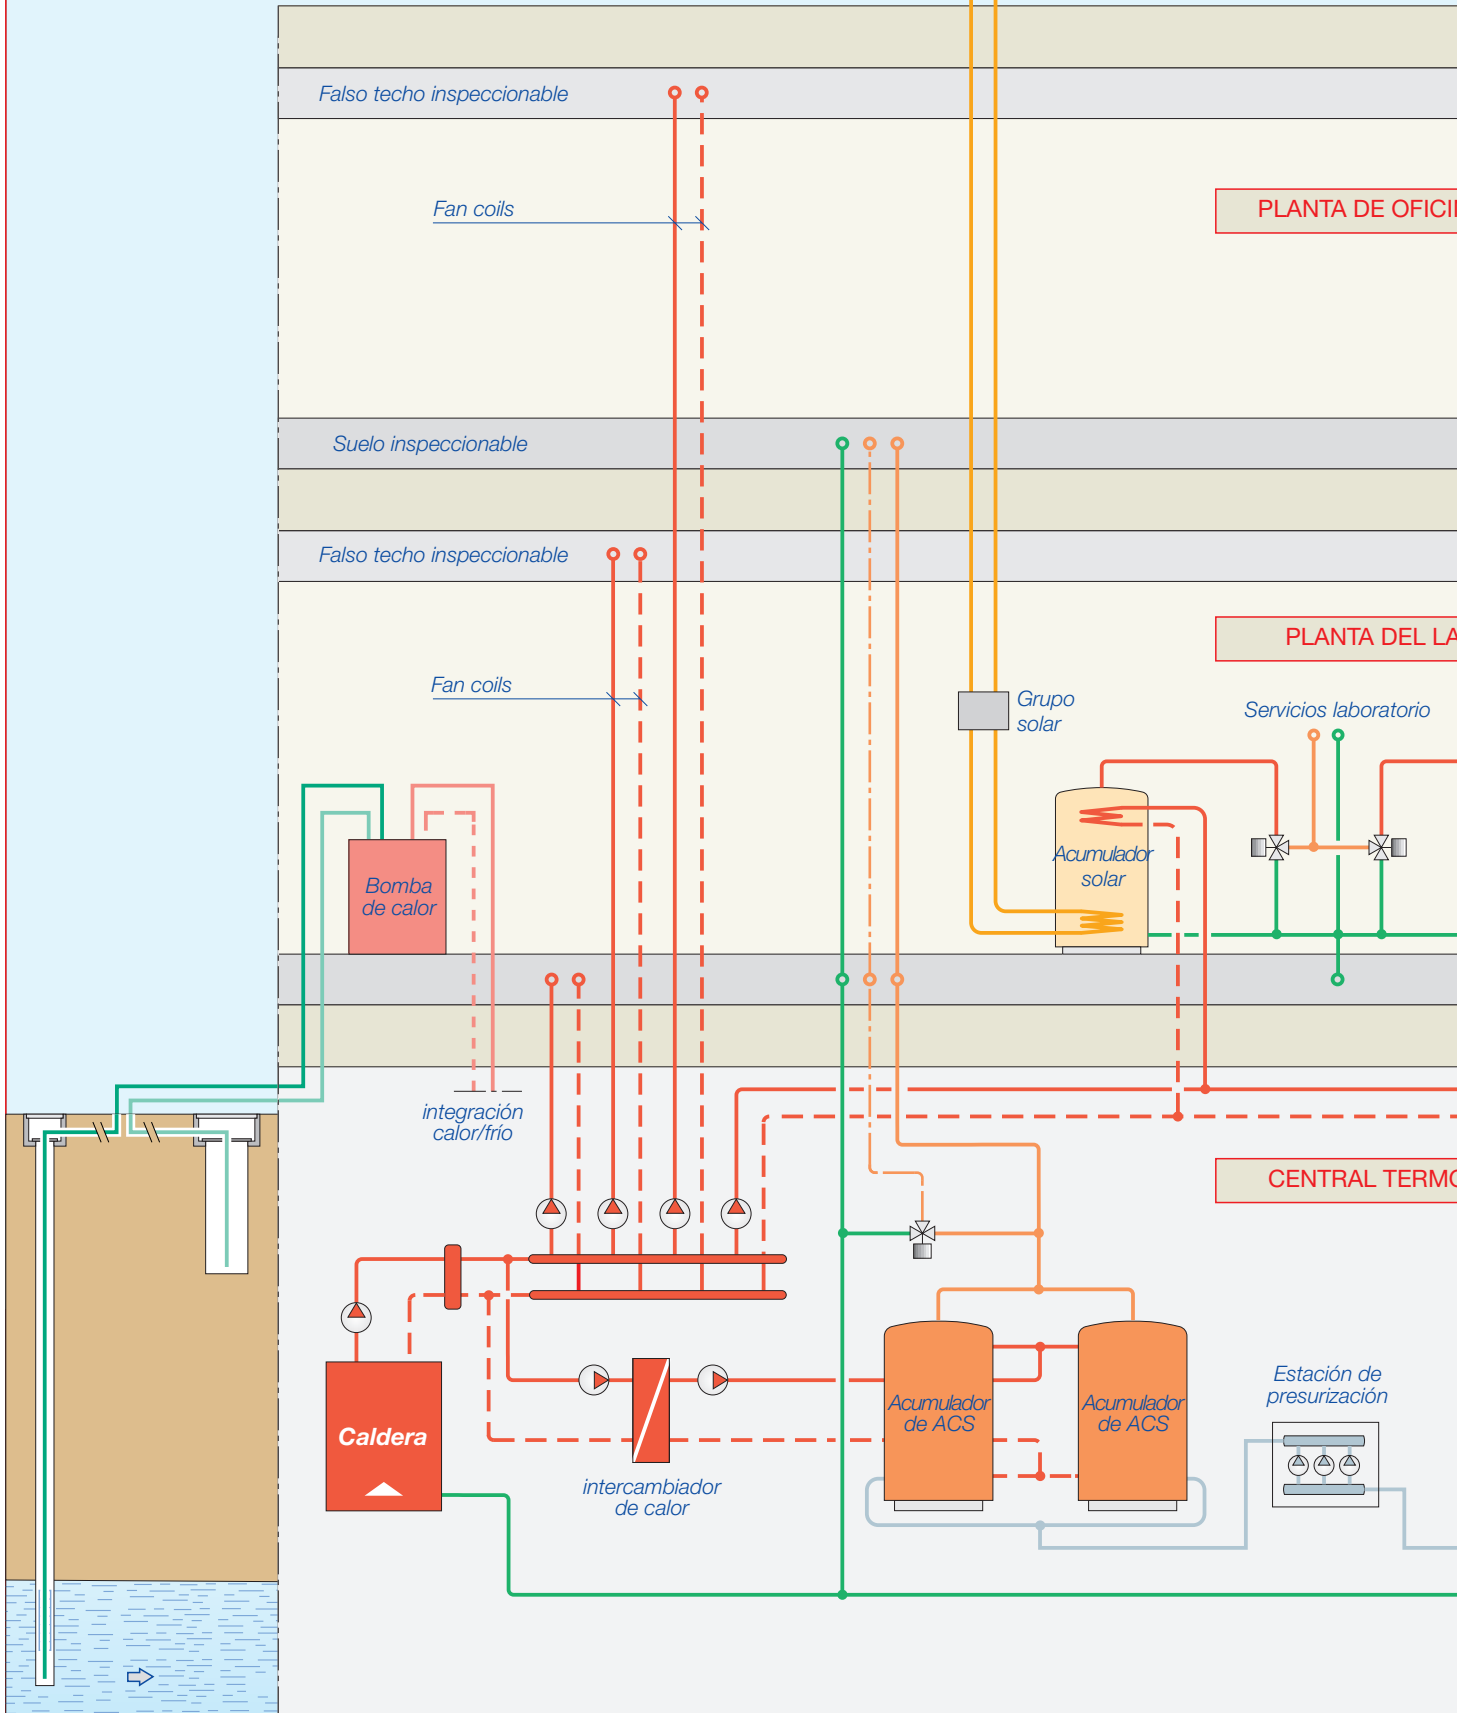 Falso techo inspeccionable
Fan coils
PLANTA DE OFICI
Suelo inspeccionable
Falso techo inspeccionable
PLANTA DEL LA
Fan coils
Grupo
solar
Servicios laboratorio
Acumulador
solar
Bomba
de calor
integración
calor/frío
CENTRAL TERMO
Caldera
intercambiador
de calor
Acumulador
de ACS
Acumulador
de ACS
Estación de
presurización